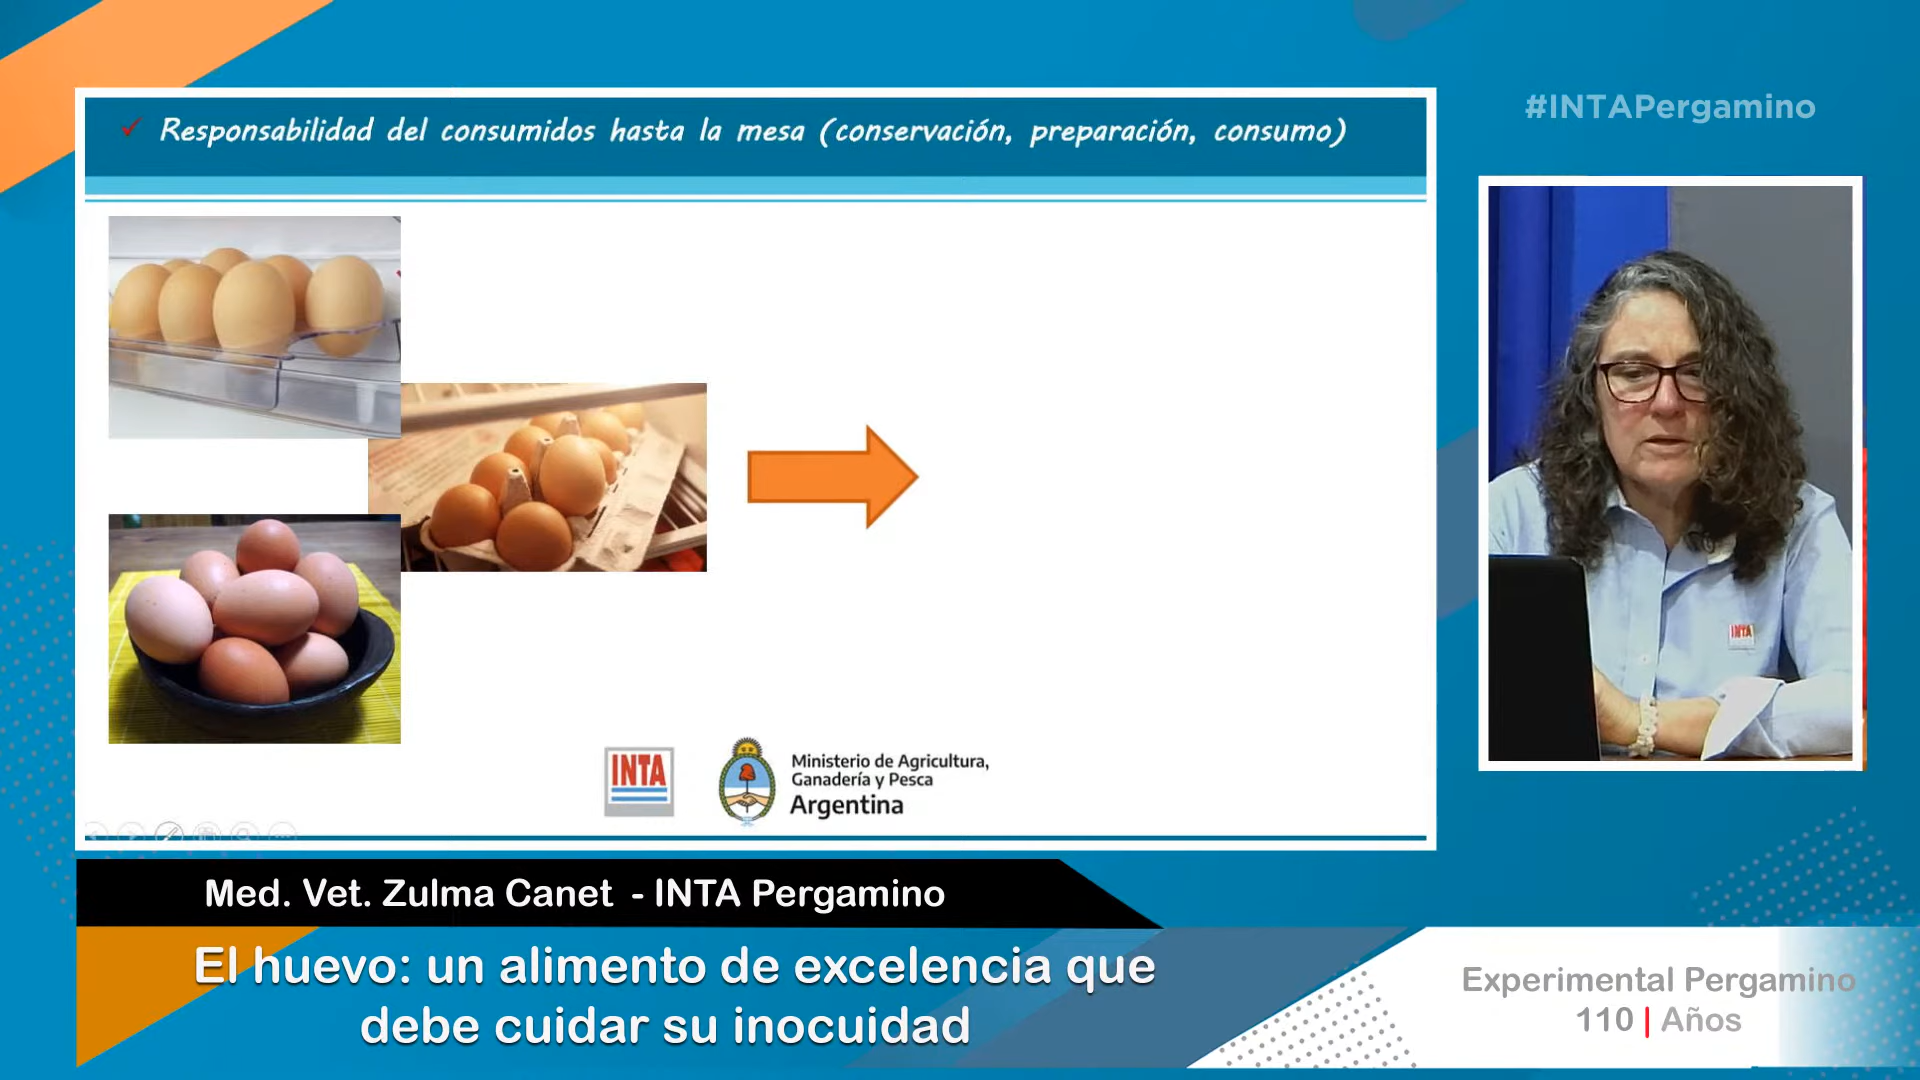 #INTAPergamino
Responsabilidad del consumidos hasta la mesa (conservación, preparación, consumo)
INTA
INTA
Ministerio de Agricultura,
Ganadería y Pesca
Argentina
Med. Vet. Zulma Canet - INTA Pergamino
El huevo: un alimento de excelencia que
debe cuidar su inocuidad
Experimental Pergamino
110 | Años